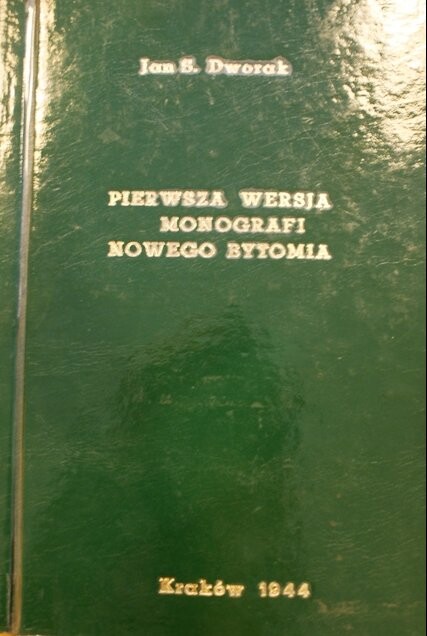 Jan S. Dworak
PIERWSZA WERSJA
MONOGRAFI
NOWEGO BYTOMIA
Kraków 1944